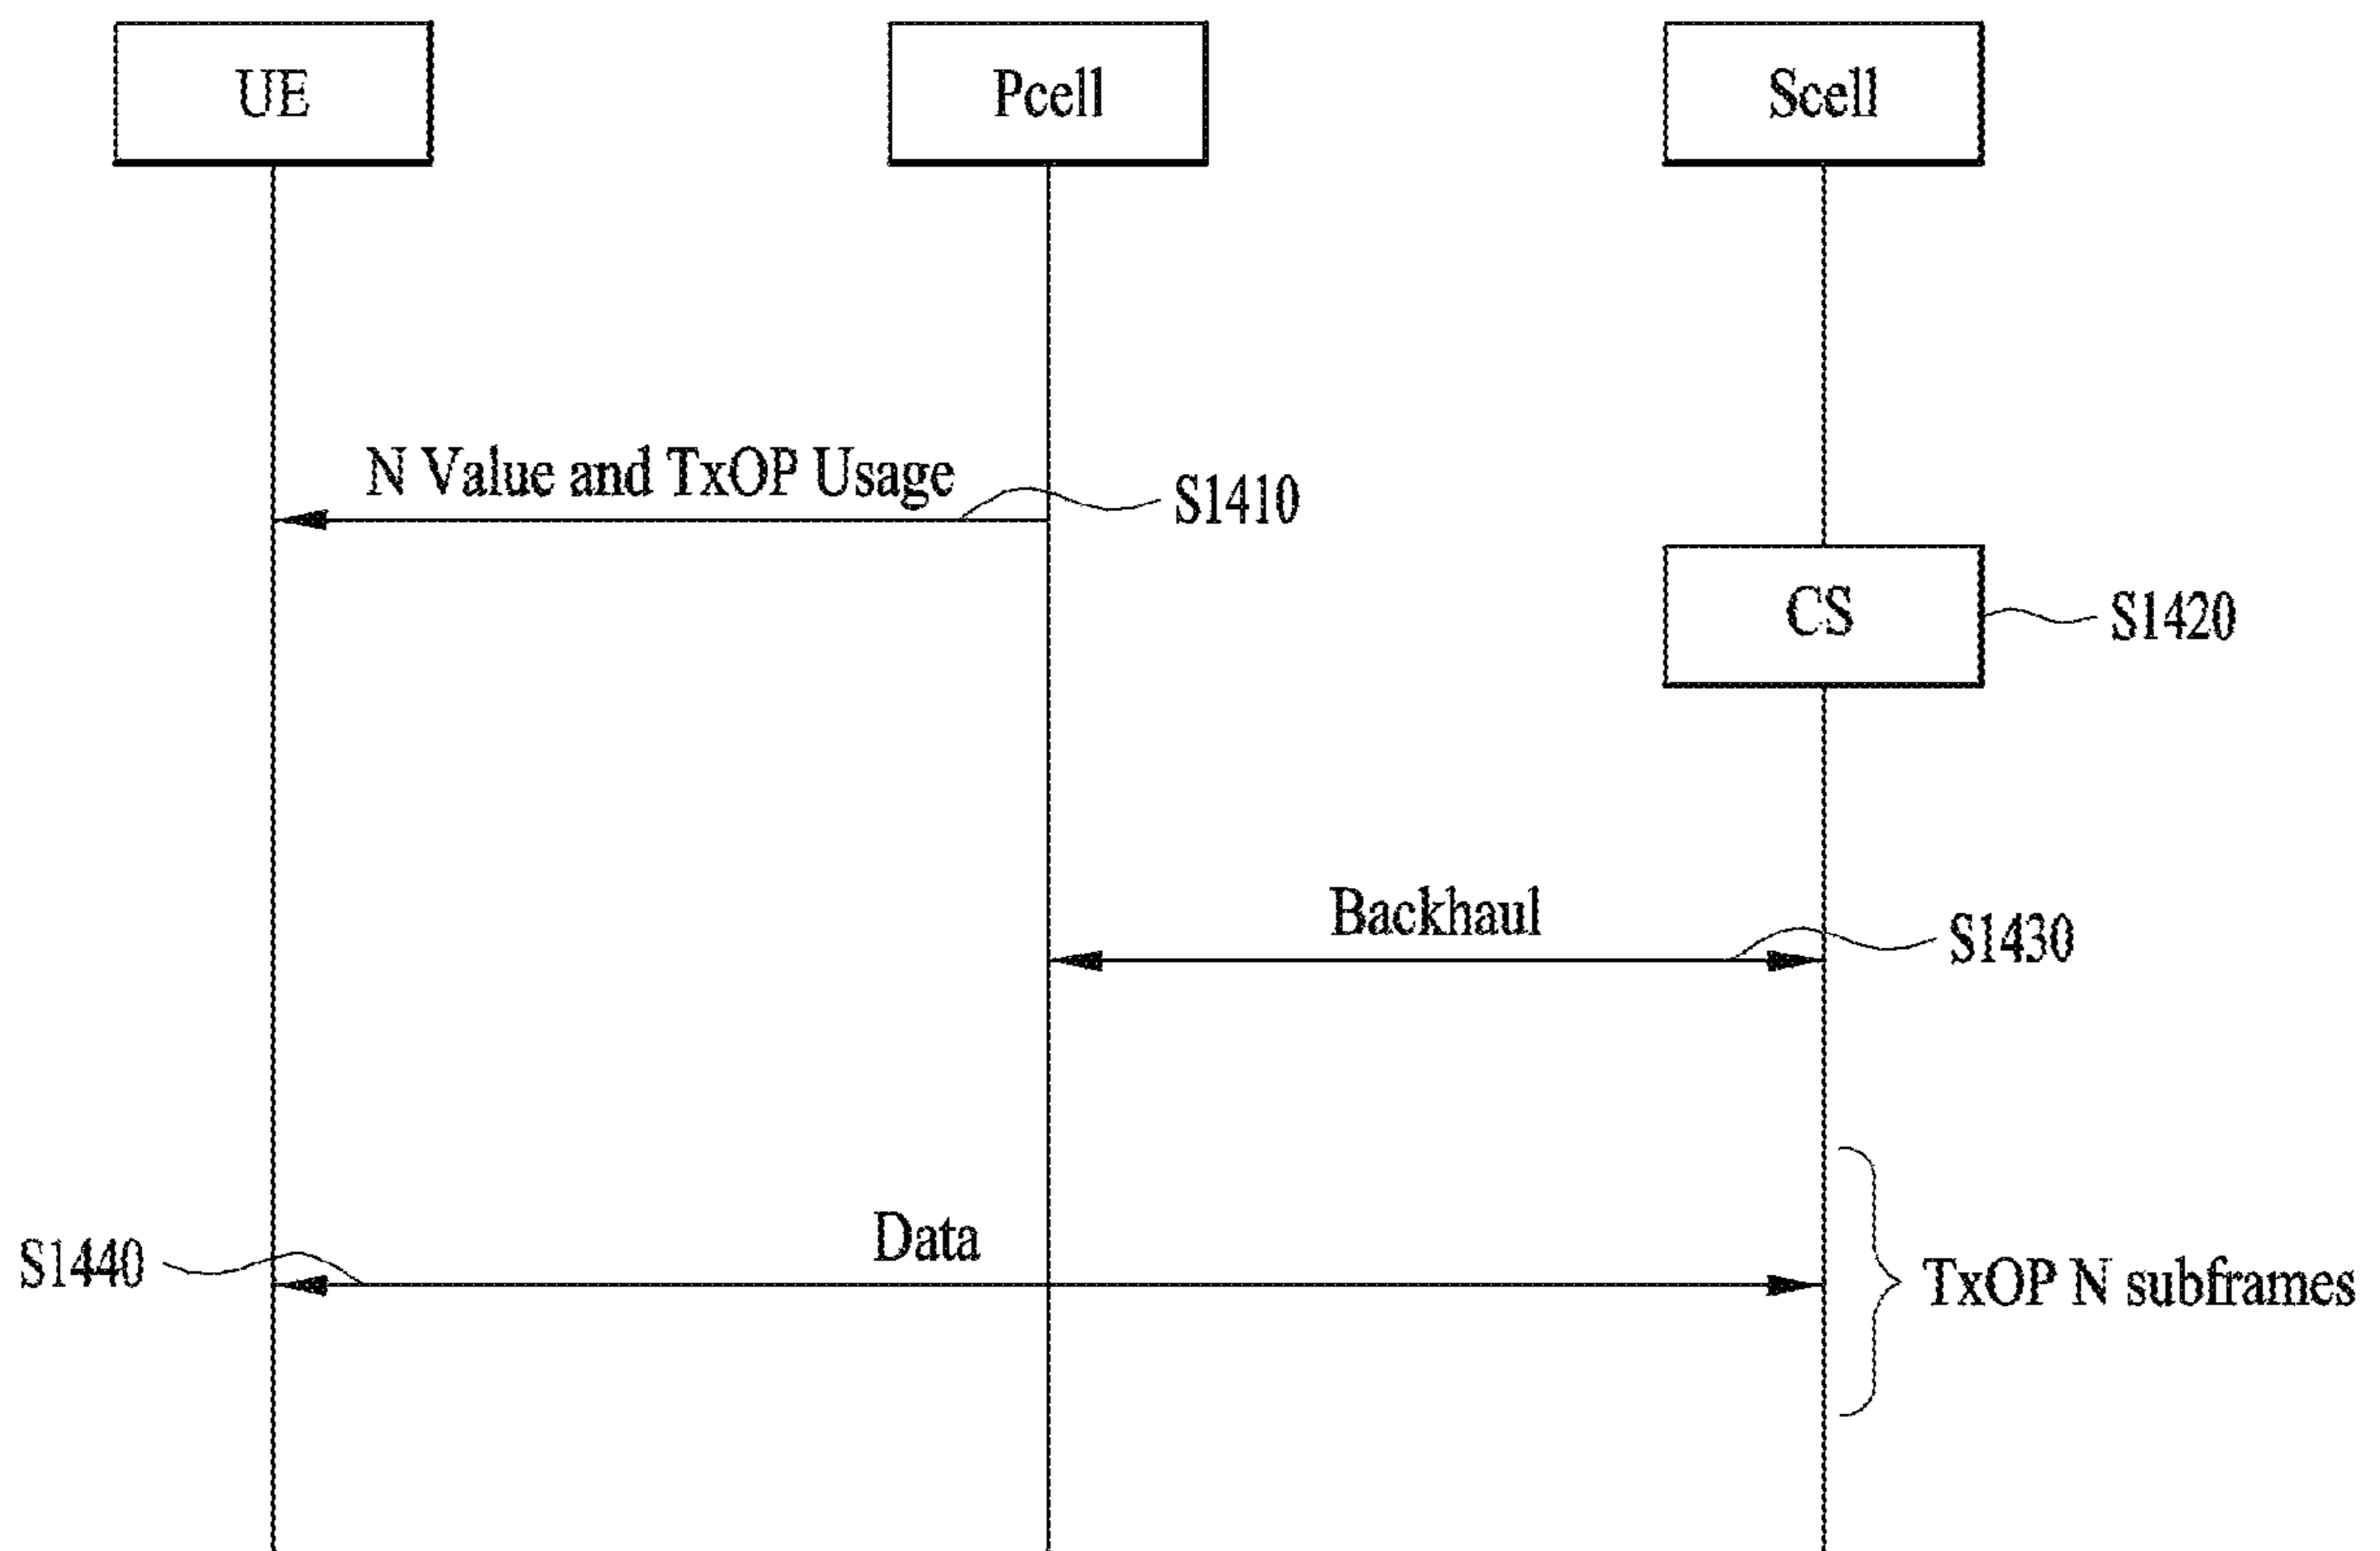 UE
Pcell
Scell
N Value and TxOP Usage
S1410
CS
S1420
Backhaul
S1430
Data
S1440
TxOP N subframes